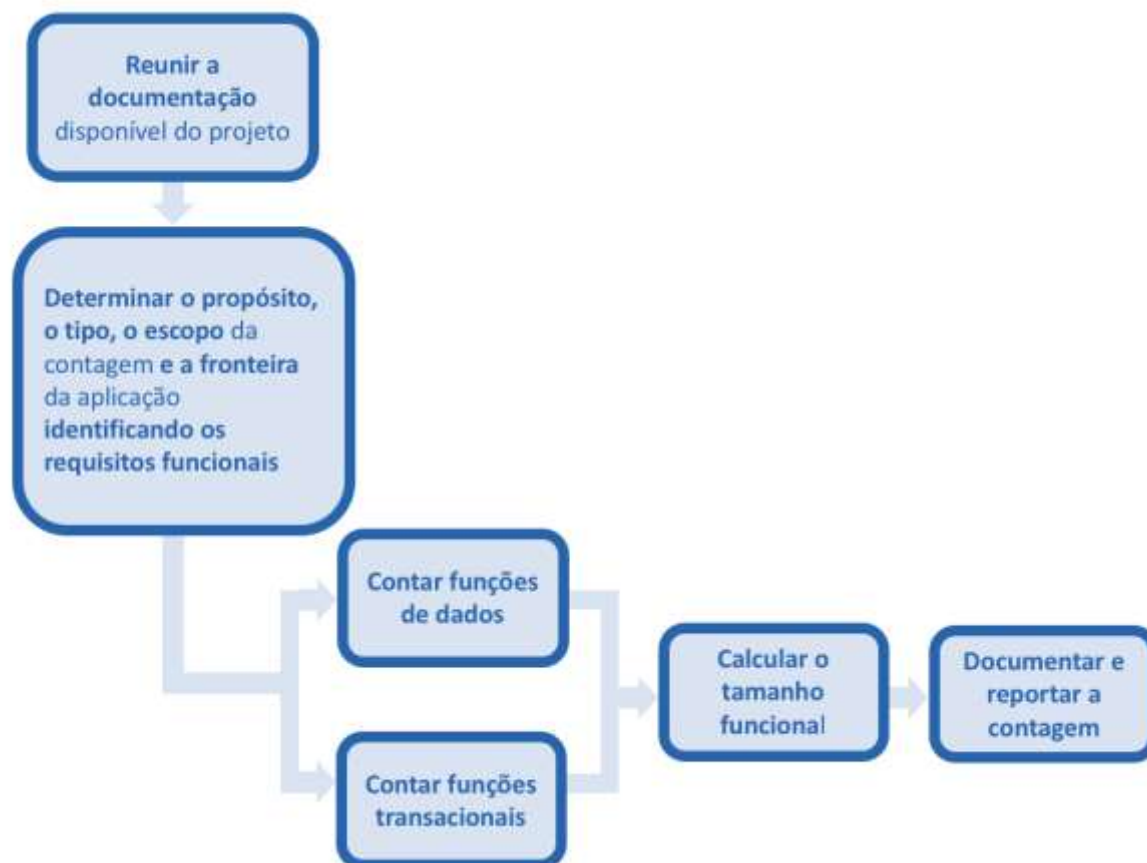 Reunir a
documentação
disponível do projeto
Determinar o propósito,
o tipo, o escopo da
contagem e a fronteira
da aplicação
identificando os
requisitos funcionais
Contar funções
de dados
Contar funções
transacionais
Calcular o
tamanho
funcional
Documentar e
reportar a
contagem